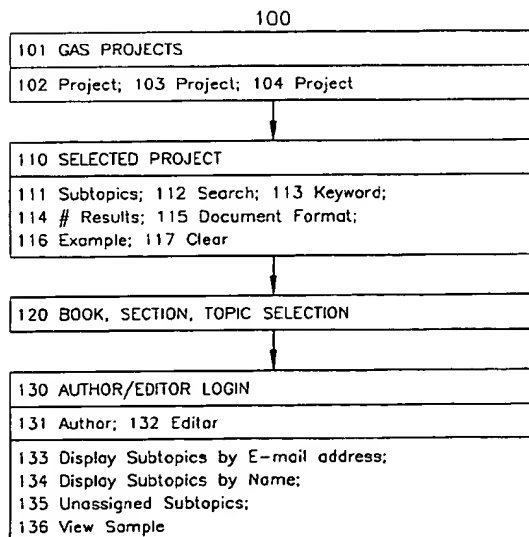 100
101 GAS PROJECTS
102 Project; 103 Project; 104 Project
110 SELECTED PROJECT
111 Subtopics; 112 Search; 113 Keyword;
114 # Results; 115 Document Format;
116 Example; 117 Clear
120 BOOK, SECTION, TOPIC SELECTION
130 AUTHOR/EDITOR LOGIN
131 Author; 132 Editor
133 Display Subtopics by E-mail address;
134 Display Subtopics by Name;
135 Unassigned Subtopics;
136 View Sample